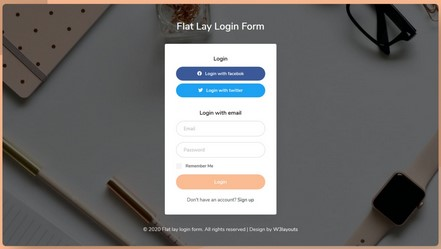 Flat Lay Login Form
Login
Login with facebok
Login with twitter
Login with email
Email
Password
Remember Me
Login
Don't have an account? Sign up
© 2020 Flat lay login form. All rights reserved | Design by W3layouts